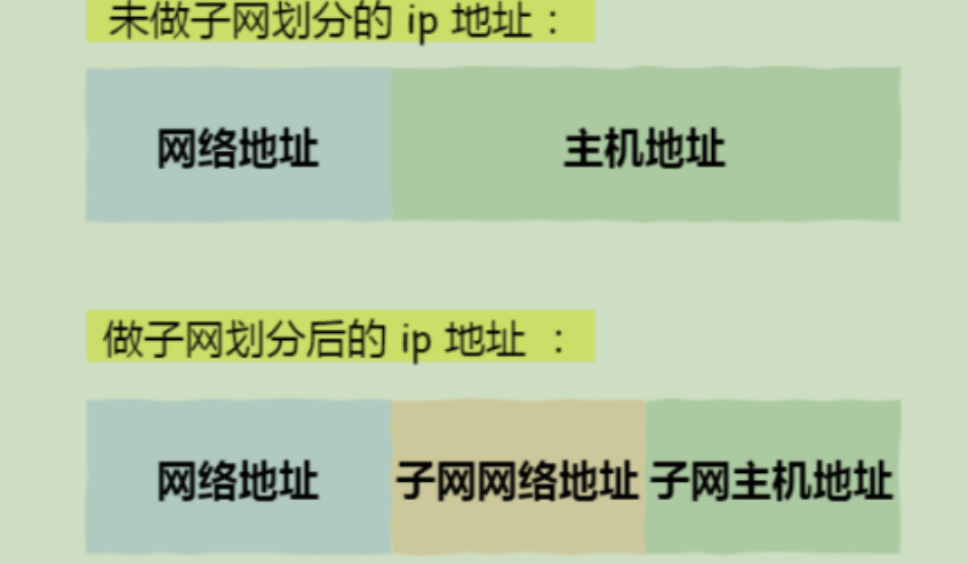 未做子网划分的 ip 地址：
网络地址 主机地址
做子网划分后的 ip 地址 ：
网络地址 子网网络地址 子网主机地址